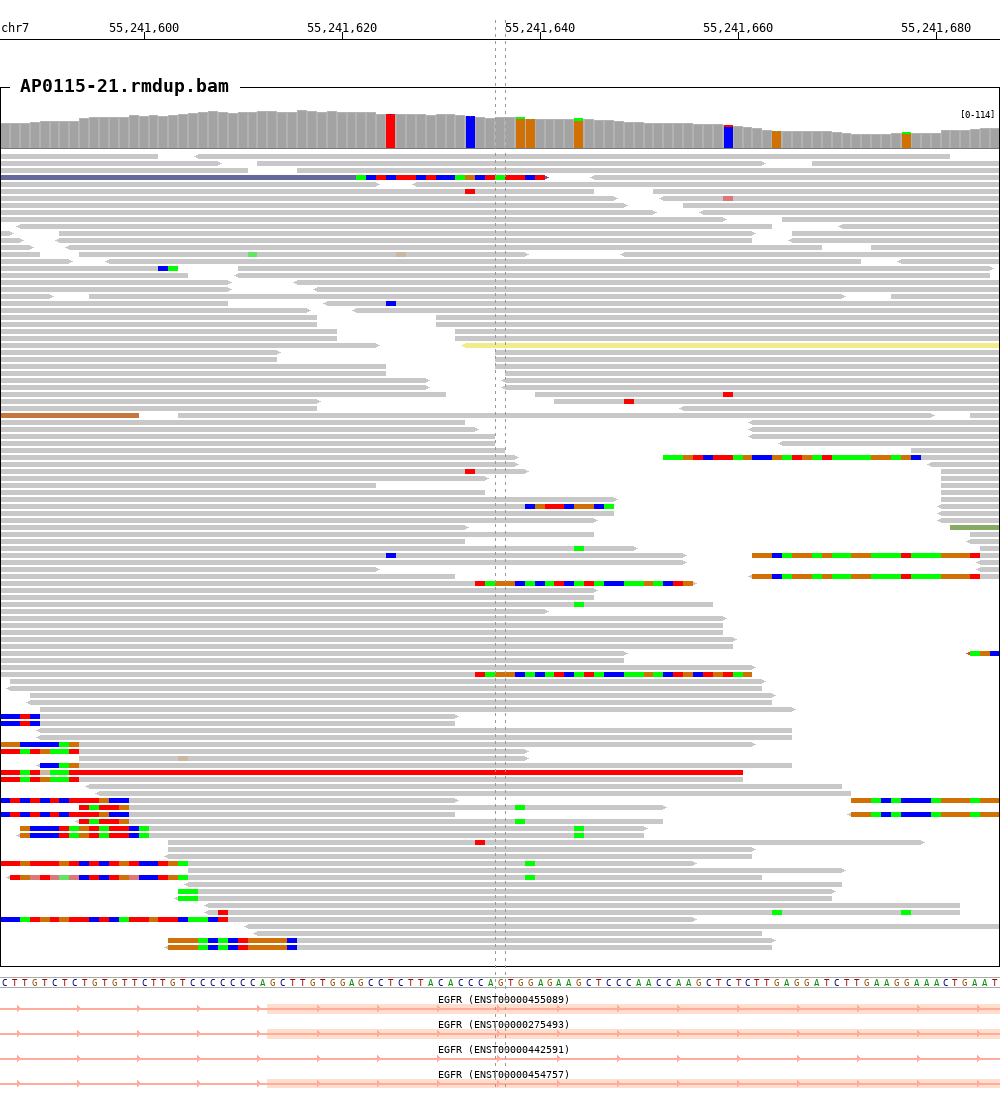 chr7 55,241,600 55,241,620 55,241,640 55,241,660 55,241,680
AP0115-21.rmdup.bam
[0-114]
CTTGTCTCTGTGTTCTTGTCCCCCCCAGCTTGTGGAGCCTCTTACACCCAGTGGAGAAGCTCCCAACCAAGCTCTCTTGAGGATCTTGAAGGAAACTGAAT
EGFR (ENST00000455089)
EGFR (ENST00000275493)
EGFR (ENST00000442591)
EGFR (ENST00000454757)